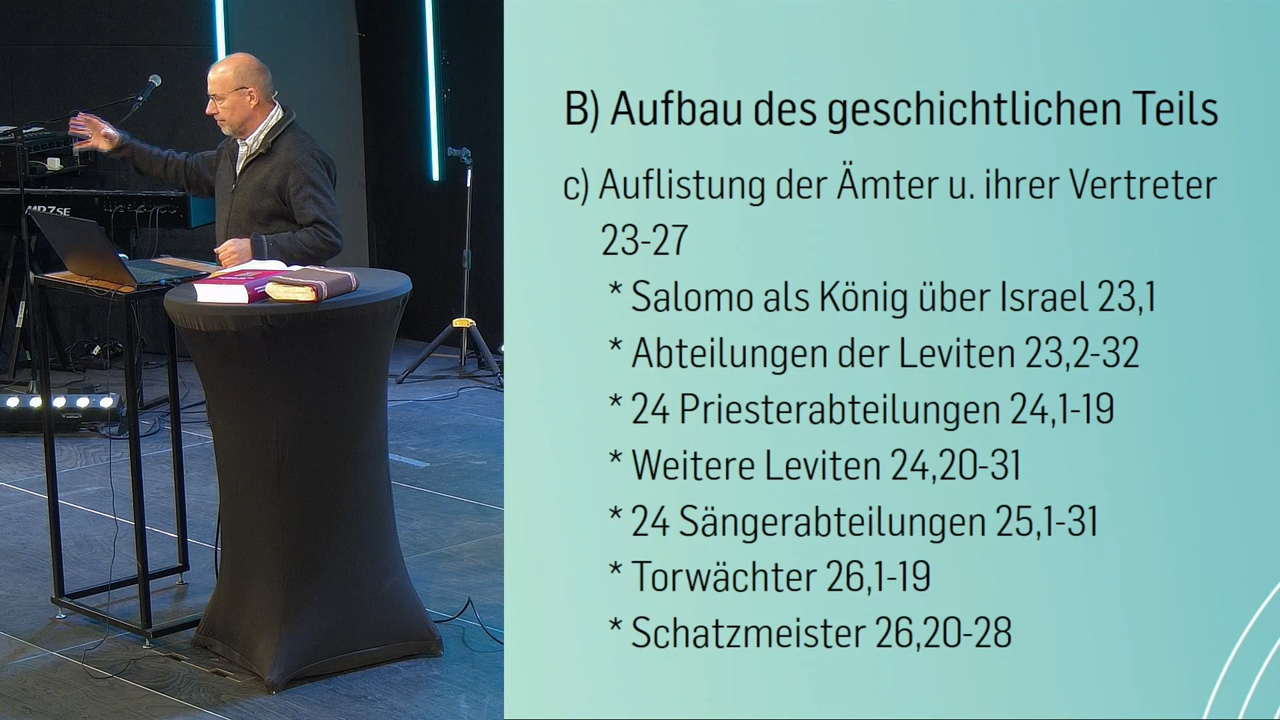 B) Aufbau des geschichtlichen Teils
c) Auflistung der Ämter u. ihrer Vertreter
23-27
* Salomo als König über Israel 23,1
* Abteilungen der Leviten 23,2-32
* 24 Priesterabteilungen 24,1-19
* Weitere Leviten 24,20-31
* 24 Sängerabteilungen 25,1-31
* Torwächter 26,1-19
* Schatzmeister 26,20-28